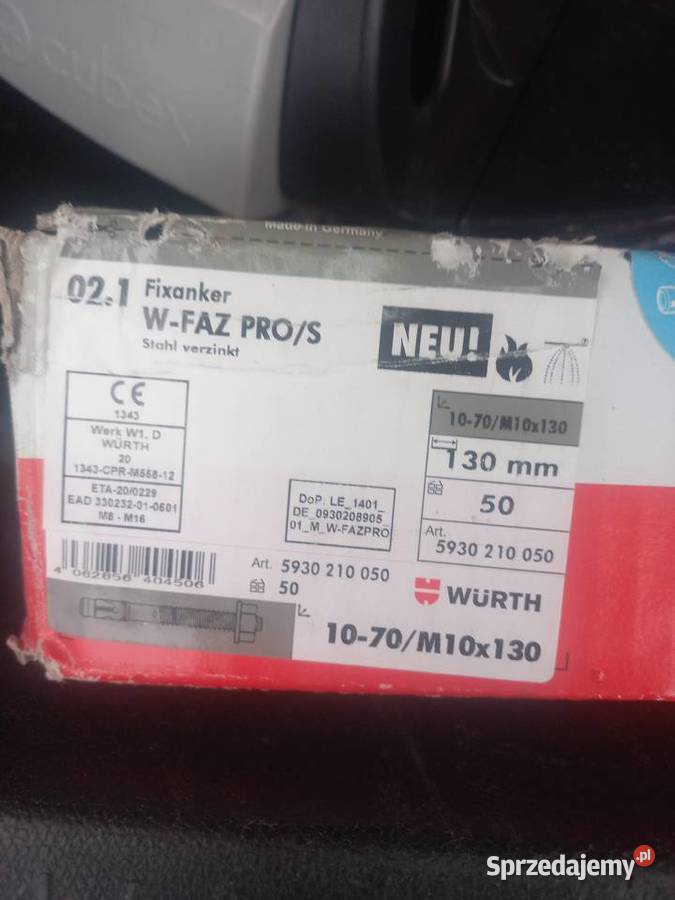 Made in Germany
02.1 Fixanker
W-FAZ PRO/S
Stahl verzinkt
NEU!
CE
1343
Werk W1, D
WÜRTH
20
1343-CPR-M558-12
ETA-20/0229
EAD 330232-01-0601
M8 - M16
DoP. LE_1401_
DE_0930208905_
01_M_W-FAZPRO
10-70/M10x130
130 mm
50
Art.
5930 210 050
4 062856 404506
Art. 5930 210 050
50
WÜRTH
10-70/M10x130
Sprzedajemy.pl